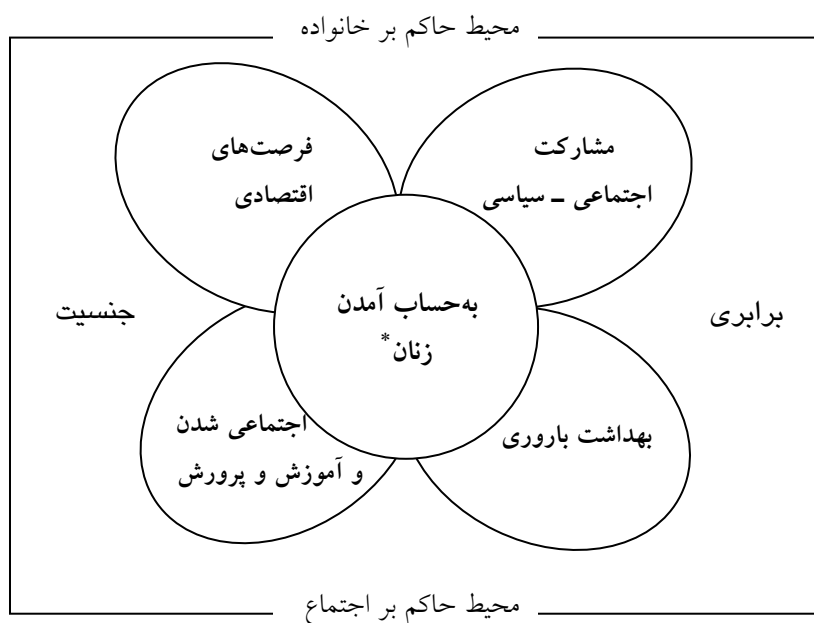 محیط حاکم بر خانواده
مشارکت
اجتماعی ـ سیاسی
فرصت‌های
اقتصادی
برابری
به‌حساب آمدن
زنان*
جنسیت
بهداشت باروری
اجتماعی شدن
و آموزش و پرورش
محیط حاکم بر اجتماع